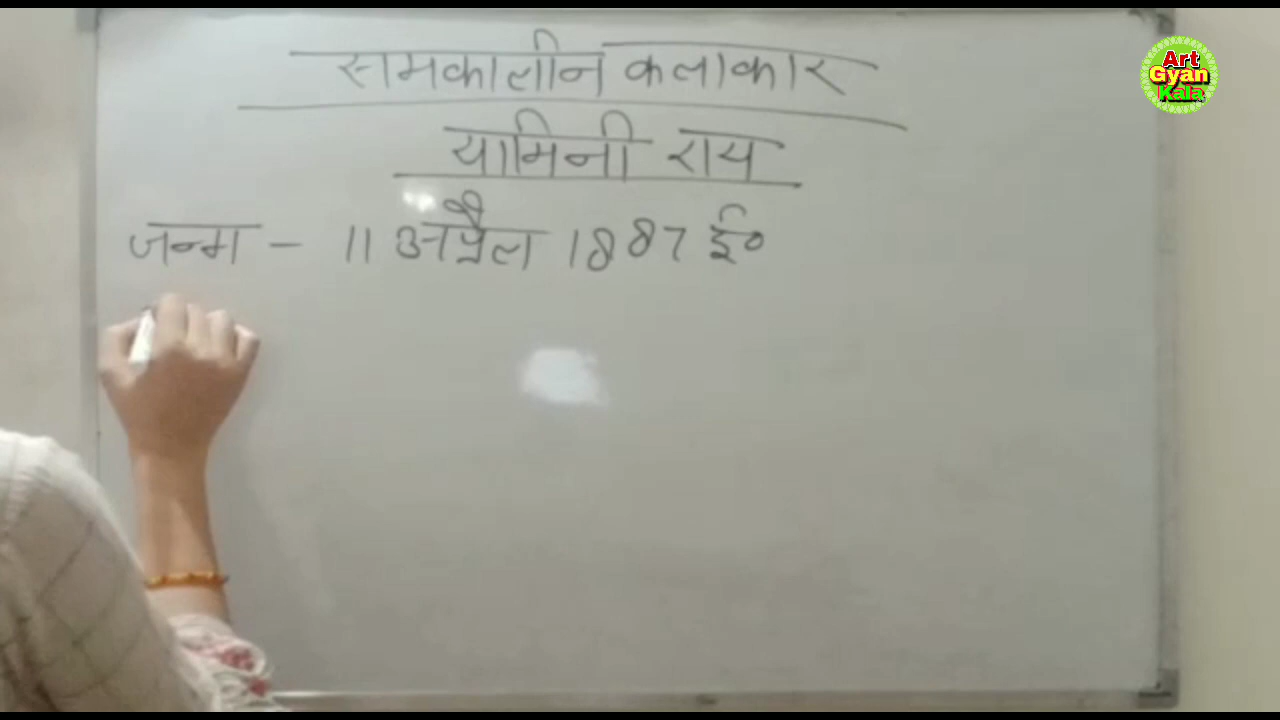 समकालीन कलाकार
यामिनी राय
जन्म - 11 अप्रैल 1887 ई०
Art
Gyan
Kala